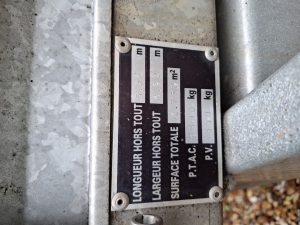 LONGUEUR HORS TOUT m
LARGEUR HORS TOUT m
SURFACE TOTALE m²
P.T.A.C. kg
P.V. kg